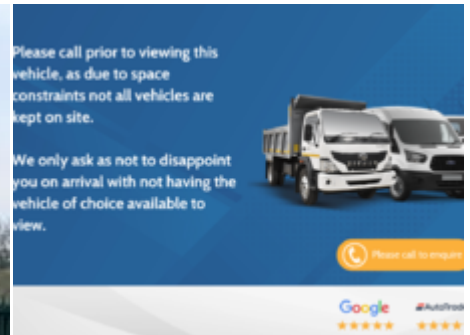 Please call prior to viewing this
vehicle, as due to space
constraints not all vehicles are
kept on site.
We only ask as not to disappoint
you on arrival with not having the
vehicle of choice available to
view.
Please call to enquire
Google
AutoTrade